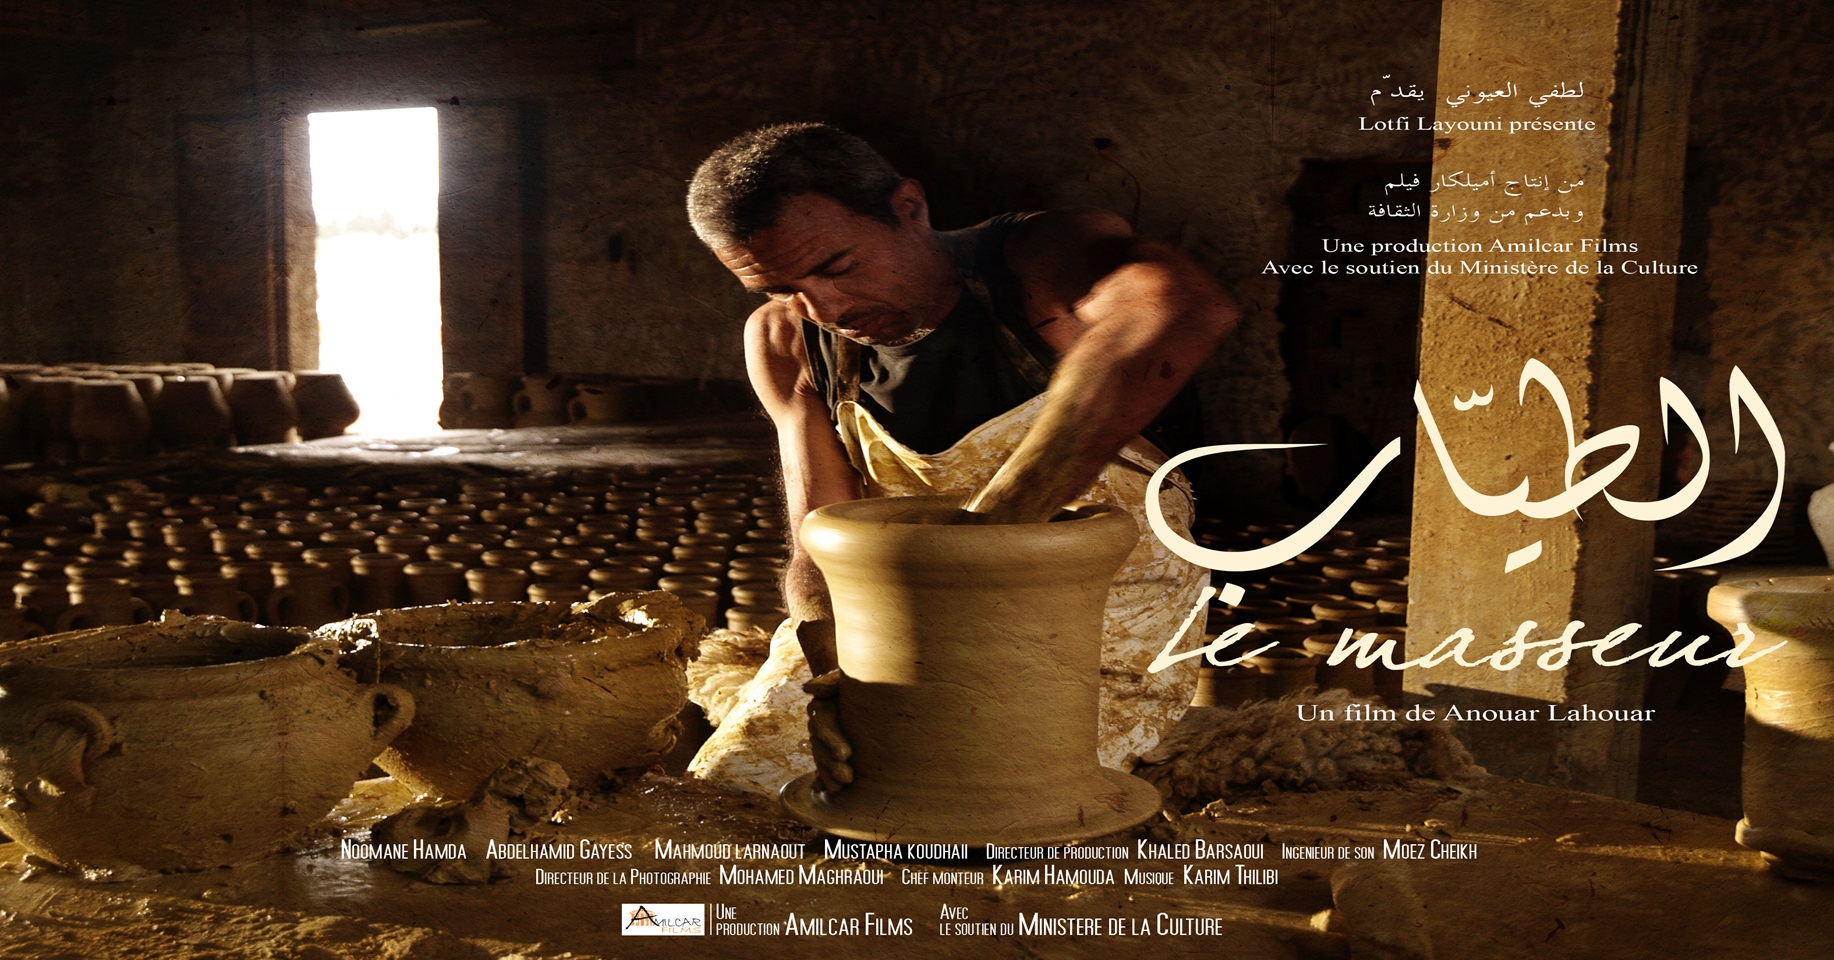 لطفي العيوني يقدّم
Lotfi Layouni présente
من إنتاج أميلكار فيلم
وبدعم من وزارة الثقافة
Une production Amilcar Films
Avec le soutien du Ministère de la Culture
الطيّاب
Le masseur
Un film de Anouar Lahouar
NOOMANE HAMDA ABDELHAMID GAYESS MAHMOUD LARNAOUT MUSTAPHA KOUDHAII DIRECTEUR DE PRODUCTION KHALED BARSAOUI INGENIEUR DE SON MOEZ CHEIKH
DIRECTEUR DE LA PHOTOGRAPHIE MOHAMED MAGHRAOUI CHEF MONTEUR KARIM HAMOUDA MUSIQUE KARIM THLIBI
AMILCAR FILMS
UNE PRODUCTION AMILCAR FILMS AVEC LE SOUTIEN DU MINISTERE DE LA CULTURE